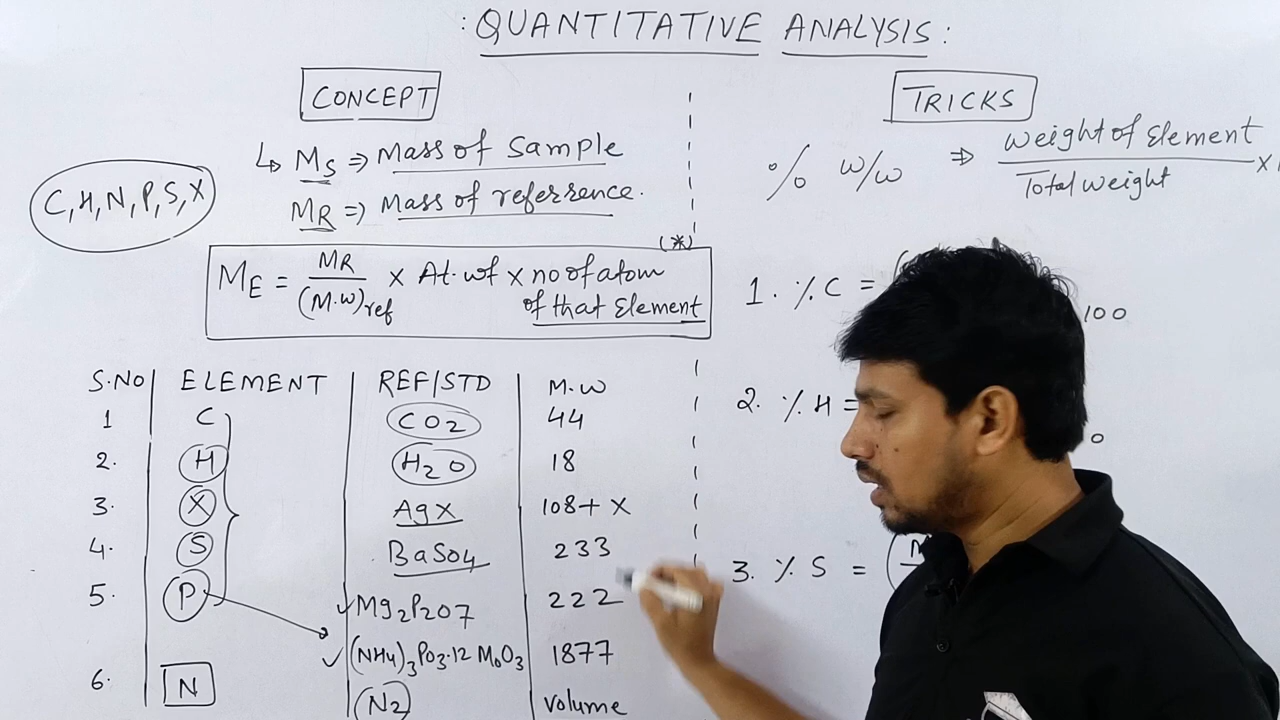 : QUANTITATIVE ANALYSIS :
CONCEPT
↳ MS ⇒ Mass of Sample
MR ⇒ Mass of referrence.
C, H, N, P, S, X
(*)
ME = MR/(M.w)ref × At. wt × no of atom
of that Element
S.NO | ELEMENT | REF/STD | M.W
1 C CO2 44
2. H H2O 18
3. X AgX 108+ X
4. S BaSO4 233
5. P ✓Mg2P2O7 222
✓(NH4)3PO3.12 MoO3 1877
6. N N2 Volume
TRICKS
% w/w ⇒ Weight of Element / Total weight ×
1. % C = ( 100
2. % H =
3. % S = (